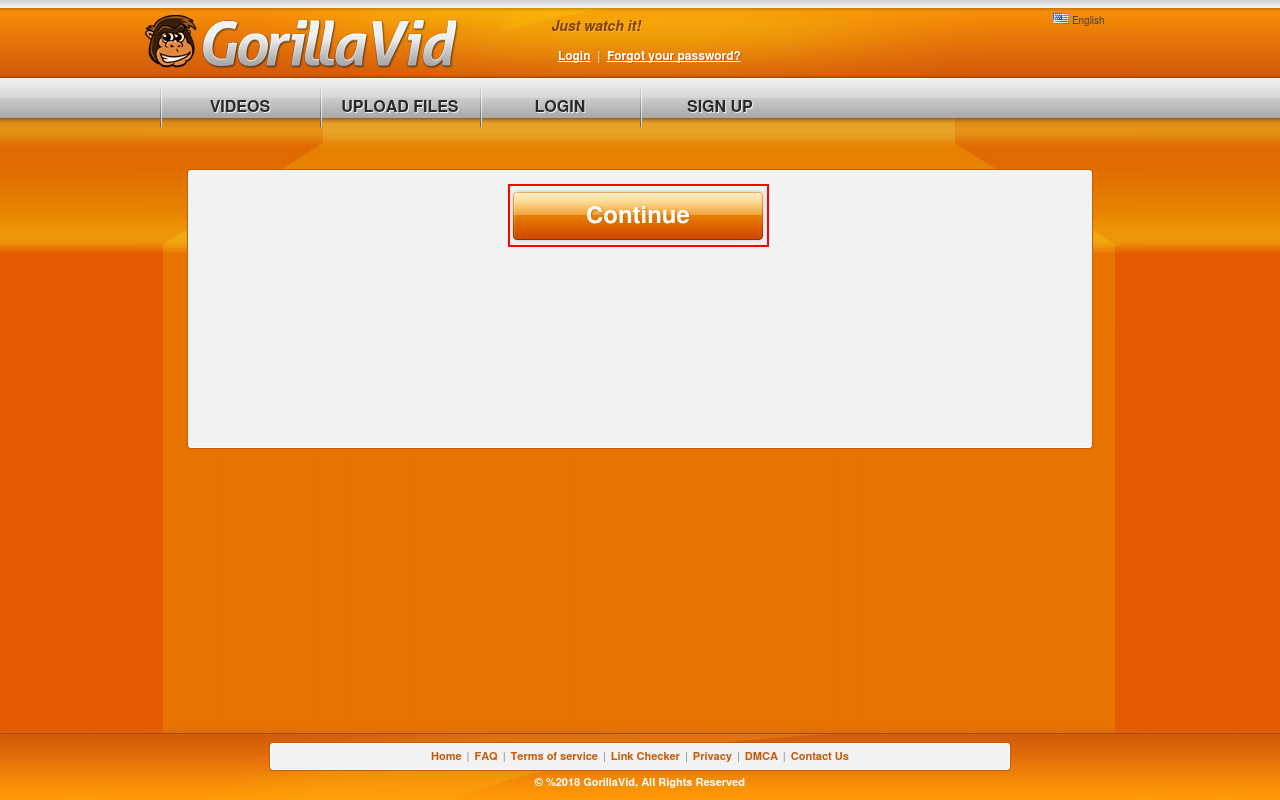 GorillaVid
Just watch it!
English
Login | Forgot your password?
VIDEOS
UPLOAD FILES
LOGIN
SIGN UP
Continue
Home | FAQ | Terms of service | Link Checker | Privacy | DMCA | Contact Us
© %2018 GorillaVid, All Rights Reserved